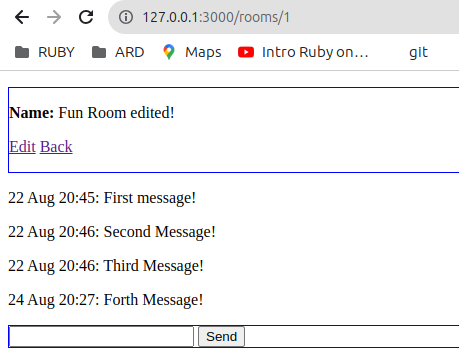 127.0.0.1:3000/rooms/1
RUBY ARD Maps Intro Ruby on… git
Name: Fun Room edited!
Edit Back
22 Aug 20:45: First message!
22 Aug 20:46: Second Message!
22 Aug 20:46: Third Message!
24 Aug 20:27: Forth Message!
Send